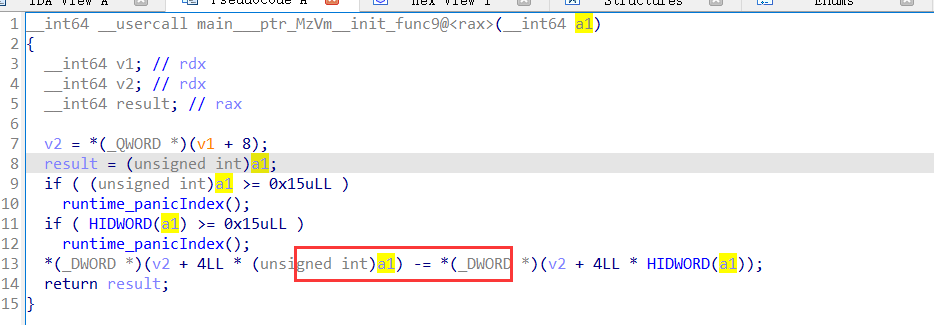 IDA View A Pseudocode A Hex View 1 Structures Enums
1 __int64 __usercall main___ptr_MzVm__init_func9@<rax>(__int64 a1)
2 {
3 __int64 v1; // rdx
4 __int64 v2; // rdx
5 __int64 result; // rax
6
7 v2 = *(_QWORD *)(v1 + 8);
8 result = (unsigned int)a1;
9 if ( (unsigned int)a1 >= 0x15uLL )
10 runtime_panicIndex();
11 if ( HIDWORD(a1) >= 0x15uLL )
12 runtime_panicIndex();
13 *(_DWORD *)(v2 + 4LL * (unsigned int)a1) -= *(_DWORD *)(v2 + 4LL * HIDWORD(a1));
14 return result;
15 }